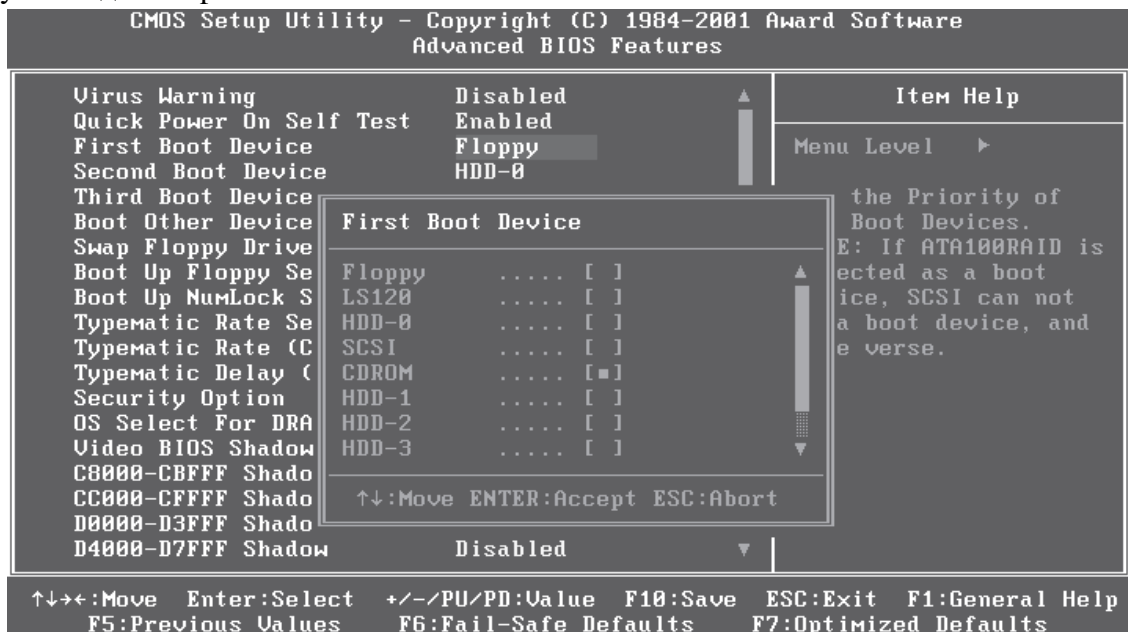 CMOS Setup Utility – Copyright (C) 1984–2001 Award Software
Advanced BIOS Features
Virus Warning Disabled ▲
Quick Power On Self Test Enabled
First Boot Device Floppy
Second Boot Device HDD-0
Third Boot Device
Boot Other Device
Swap Floppy Drive
Boot Up Floppy Se
Boot Up NumLock S
Typematic Rate Se
Typematic Rate (C
Typematic Delay (
Security Option
OS Select For DRA
Video BIOS Shadow
C8000-CBFFF Shado
CC000-CFFFF Shado
D0000-D3FFF Shado
D4000-D7FFF Shadow Disabled ▼
First Boot Device
Floppy ..... [ ] ▲
LS120 ..... [ ]
HDD-0 ..... [ ]
SCSI ..... [ ]
CDROM ..... [■]
HDD-1 ..... [ ]
HDD-2 ..... [ ]
HDD-3 ..... [ ] ▼
↑↓:Move ENTER:Accept ESC:Abort
Item Help
Menu Level ►
the Priority of
Boot Devices.
E: If ATA100RAID is
ected as a boot
ice, SCSI can not
a boot device, and
e verse.
↑↓→←:Move Enter:Select +/-/PU/PD:Value F10:Save ESC:Exit F1:General Help
F5:Previous Values F6:Fail-Safe Defaults F7:Optimized Defaults